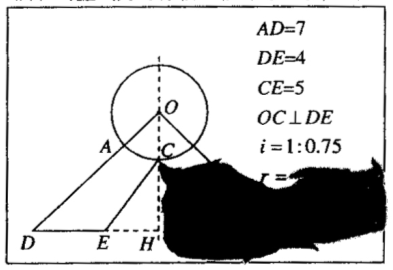 AD=7
DE=4
CE=5
OC⊥DE
i=1:0.75
r=
O
A
C
D E H